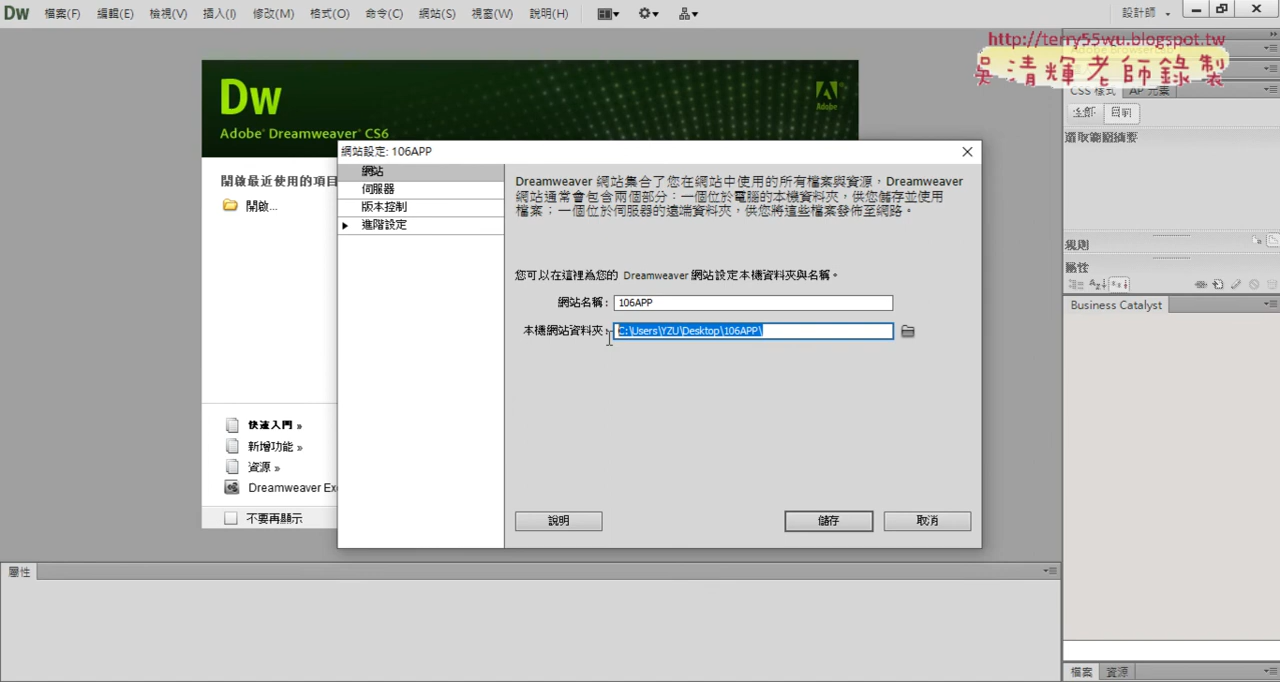 Dw 檔案(F) 編輯(E) 檢視(V) 插入(I) 修改(M) 格式(O) 命令(C) 網站(S) 視窗(W) 說明(H) 設計師
http://terry55wu.blogspot.tw
吳清輝老師錄製
CSS 樣式 AP 元素
全部 目前
選取範圍摘要
Dw
Adobe
Adobe® Dreamweaver® CS6
開啟最近使用的項目
開啟...
快速入門 »
新增功能 »
資源 »
Dreamweaver Ex
不要再顯示
網站設定: 106APP
網站
伺服器
版本控制
進階設定
Dreamweaver 網站集合了您在網站中使用的所有檔案與資源，Dreamweaver
網站通常會包含兩個部分：一個位於電腦的本機資料夾，供您儲存並使用
檔案；一個位於伺服器的遠端資料夾，供您將這些檔案發佈至網路。
您可以在這裡為您的 Dreamweaver 網站設定本機資料夾與名稱。
網站名稱： 106APP
本機網站資料夾： C:\Users\YZU\Desktop\106APP\
說明 儲存 取消
規則
屬性
Business Catalyst
屬性
檔案 資源